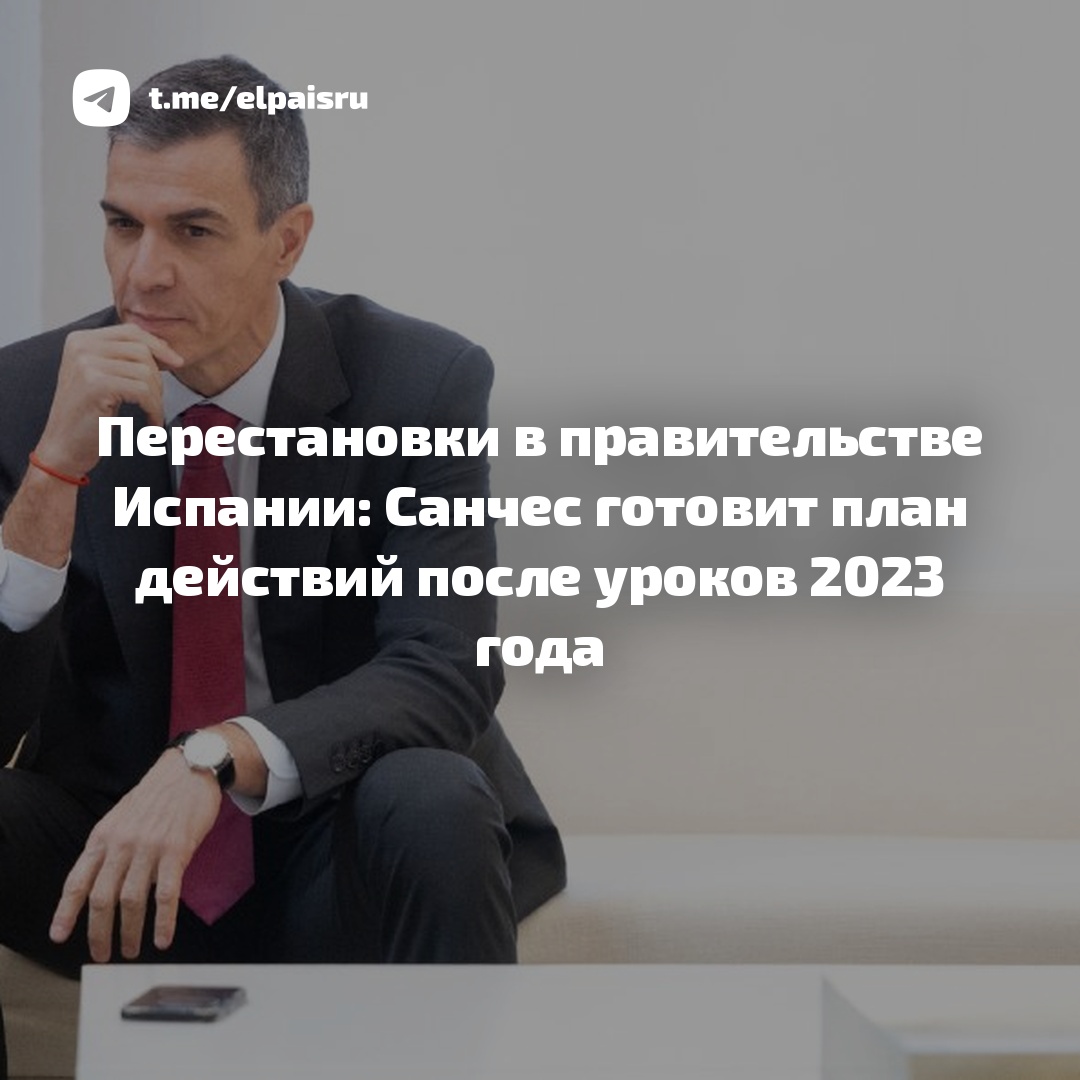 t.me/elpaisru
Перестановки в правительстве
Испании: Санчес готовит план
действий после уроков 2023
года